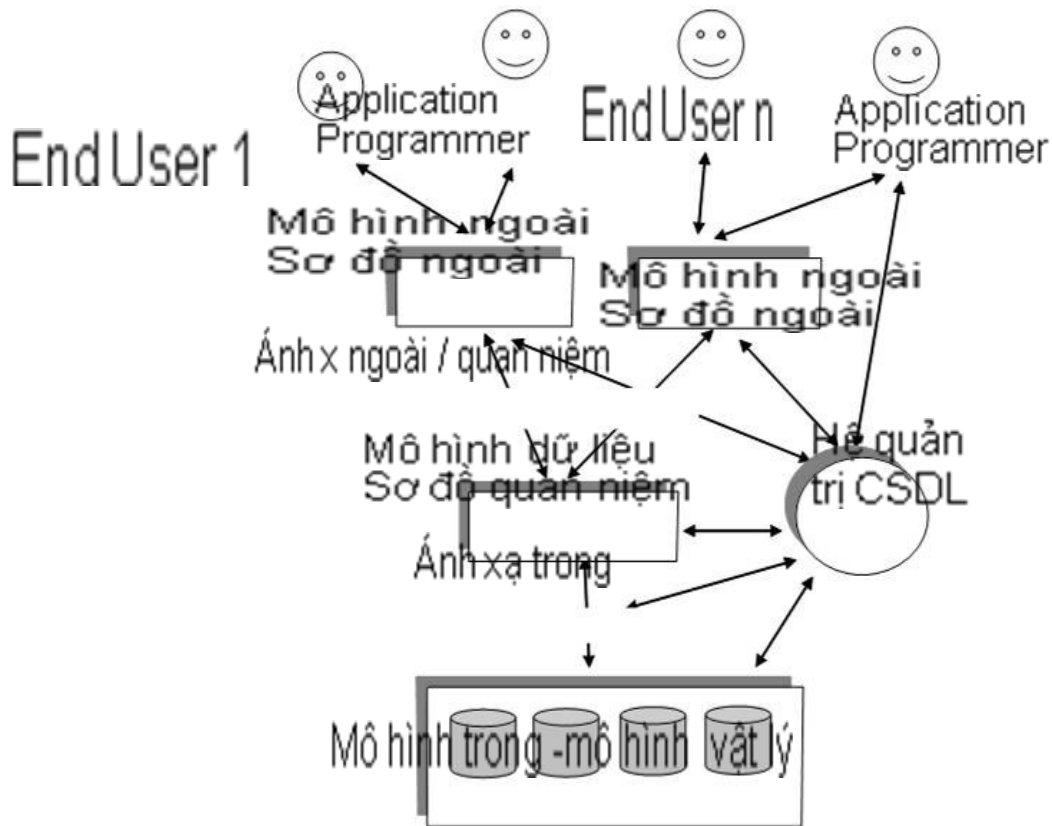 End User 1
Application
Programmer
End User n
Application
Programmer
Mô hình ngoài
Sơ đồ ngoài
Mô hình ngoài
Sơ đồ ngoài
Ánh x ngoài / quan niệm
Mô hình dữ liệu
Sơ đồ quan niệm
Hệ quản
trị CSDL
Ánh xạ trong
Mô hình trong -mô hình vật lý